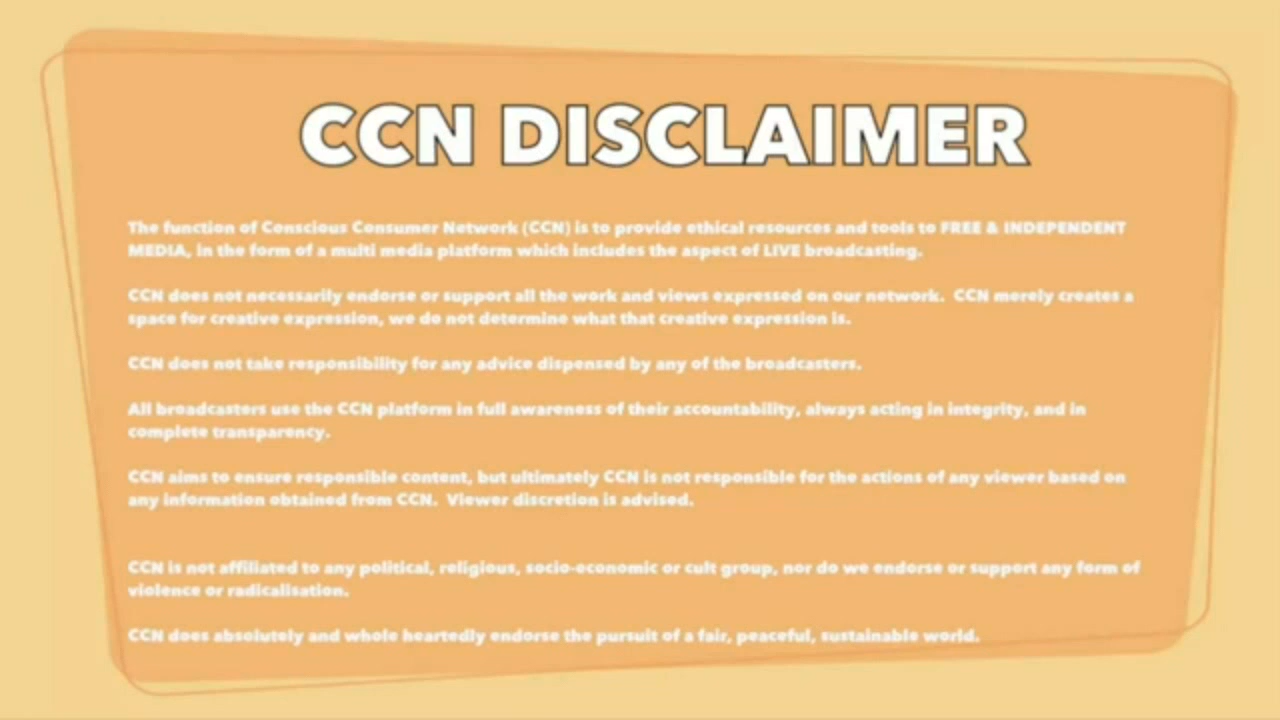 CCN DISCLAIMER
The function of Conscious Consumer Network (CCN) is to provide ethical resources and tools to FREE & INDEPENDENT
MEDIA, in the form of a multi media platform which includes the aspect of LIVE broadcasting.
CCN does not necessarily endorse or support all the work and views expressed on our network.  CCN merely creates a
space for creative expression, we do not determine what that creative expression is.
CCN does not take responsibility for any advice dispensed by any of the broadcasters.
All broadcasters use the CCN platform in full awareness of their accountability, always acting in integrity, and in
complete transparency.
CCN aims to ensure responsible content, but ultimately CCN is not responsible for the actions of any viewer based on
any information obtained from CCN.  Viewer discretion is advised.
CCN is not affiliated to any political, religious, socio-economic or cult group, nor do we endorse or support any form of
violence or radicalisation.
CCN does absolutely and whole heartedly endorse the pursuit of a fair, peaceful, sustainable world.